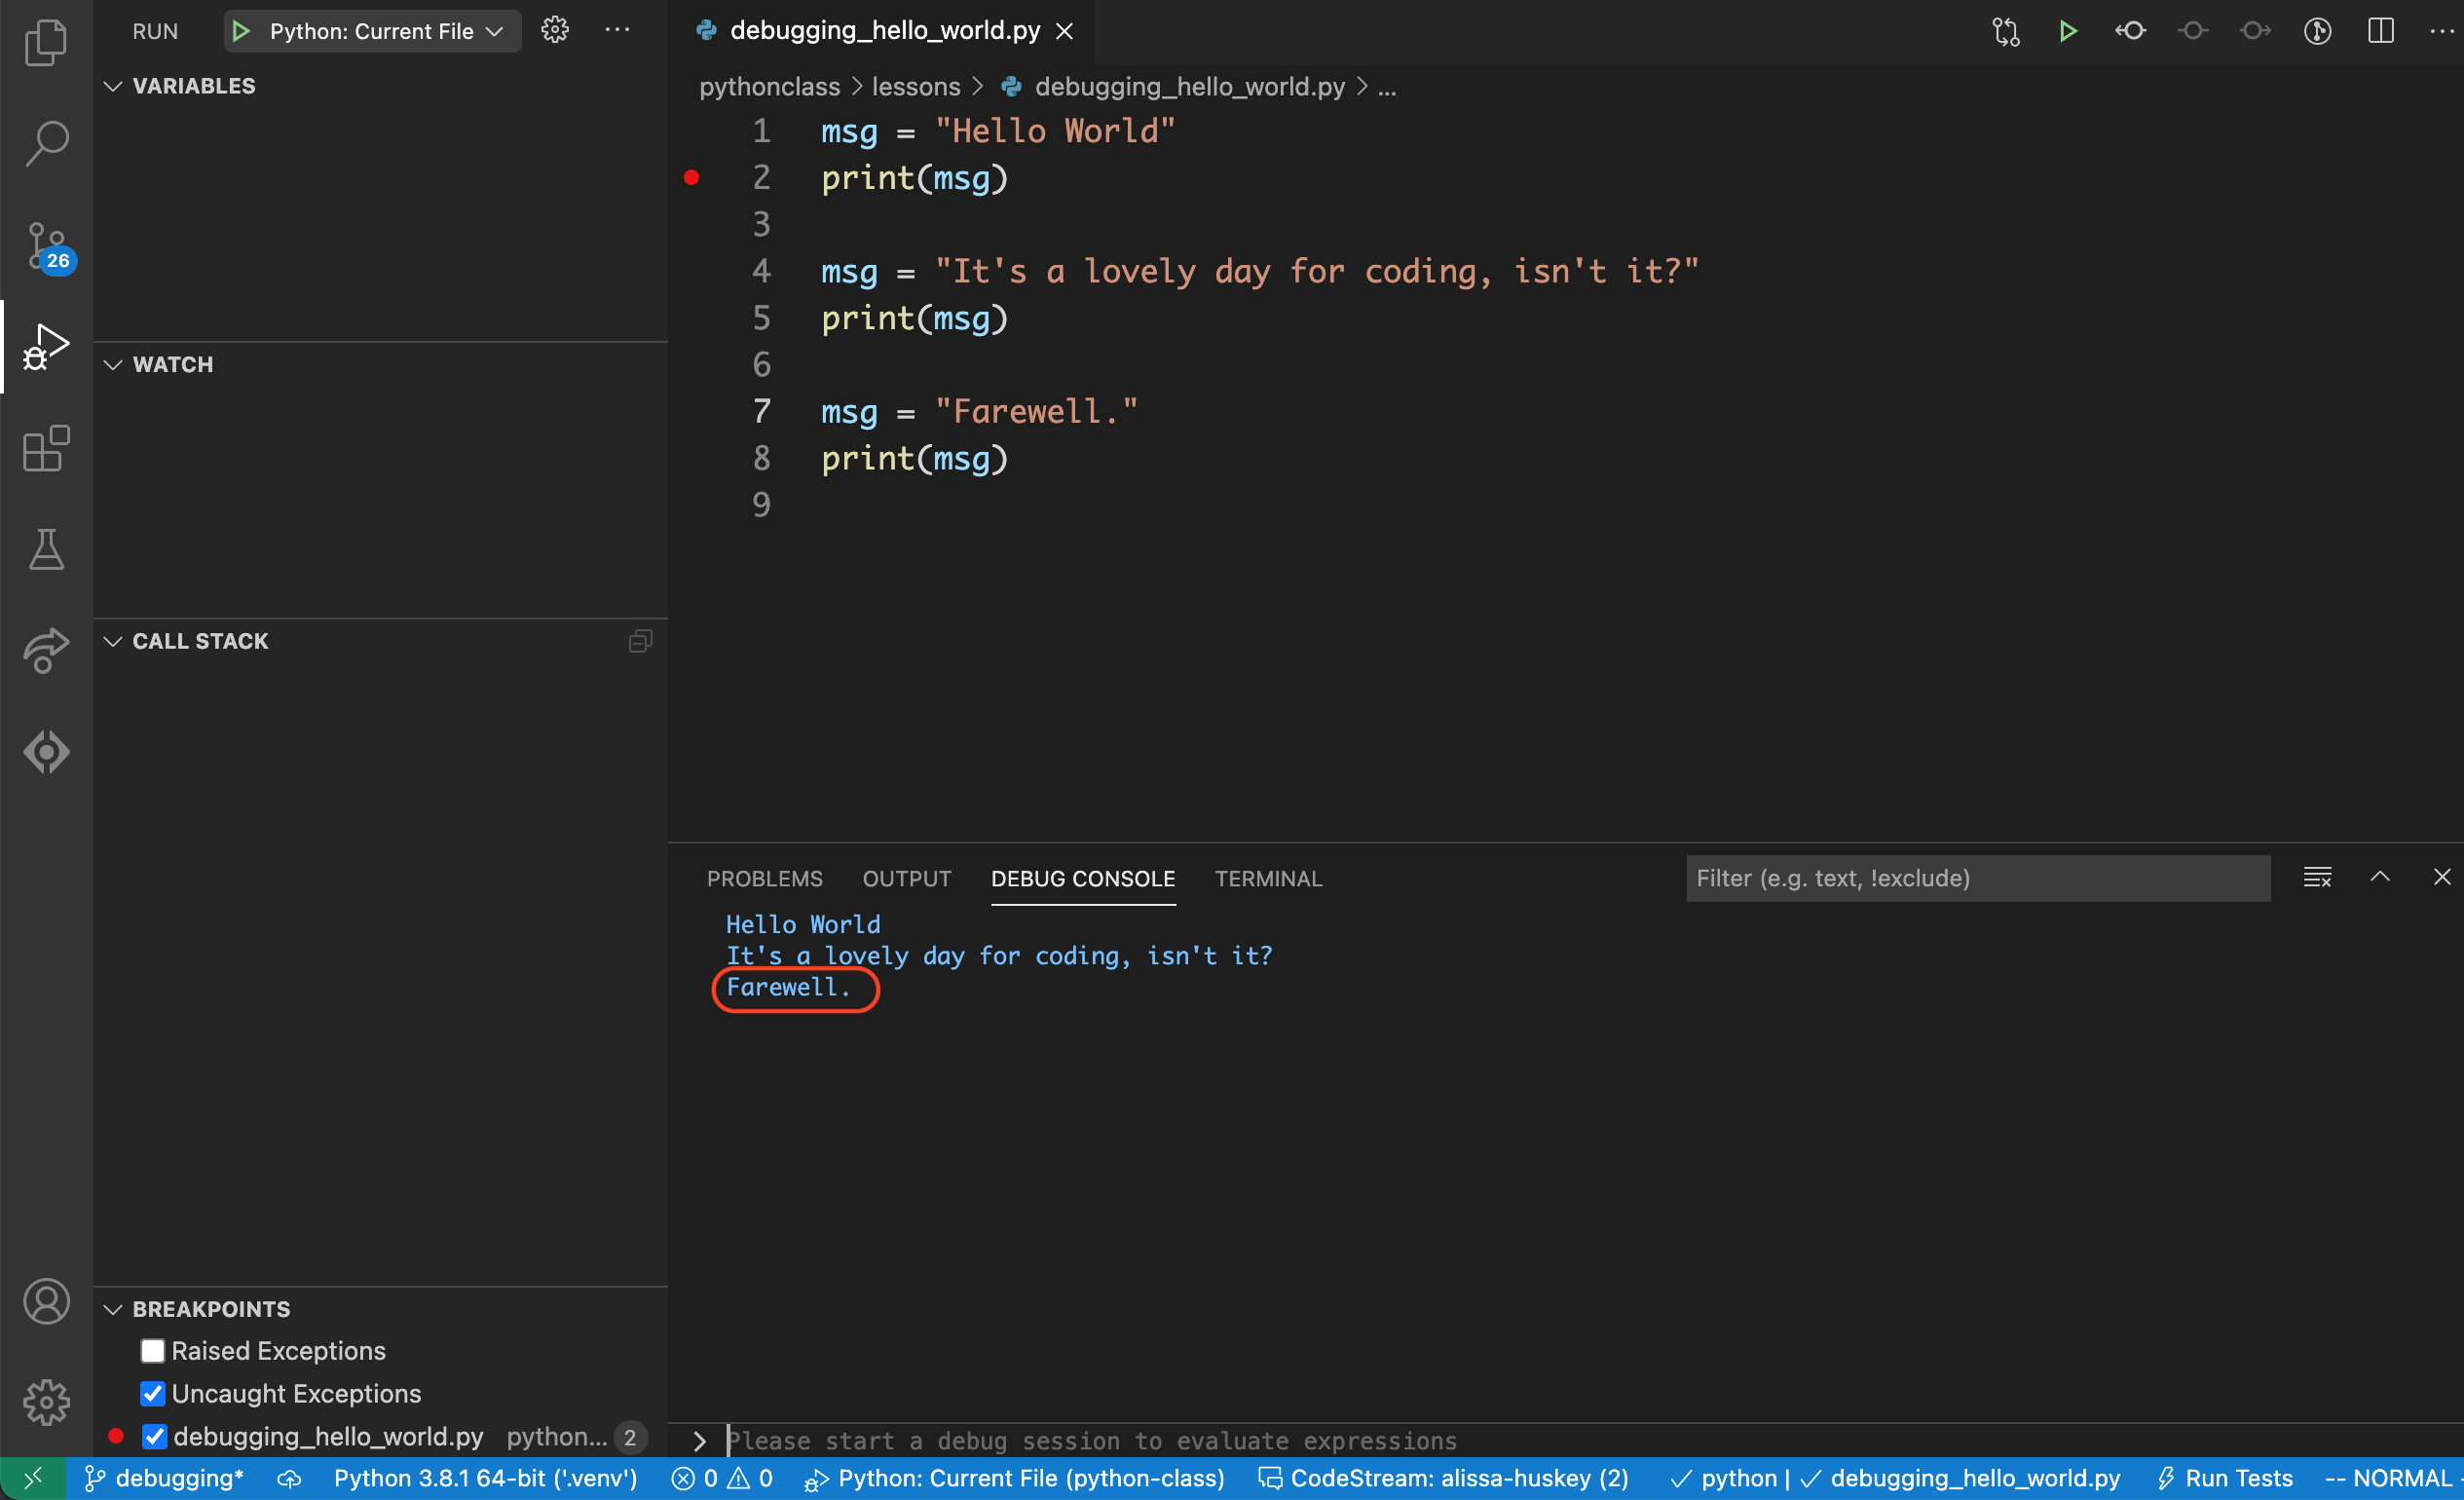 RUN
Python: Current File
VARIABLES
26
WATCH
CALL STACK
BREAKPOINTS
Raised Exceptions
Uncaught Exceptions
debugging_hello_world.py python... 2
debugging_hello_world.py
pythonclass > lessons > debugging_hello_world.py > ...
1 msg = "Hello World"
2 print(msg)
3
4 msg = "It's a lovely day for coding, isn't it?"
5 print(msg)
6
7 msg = "Farewell."
8 print(msg)
9
PROBLEMS OUTPUT DEBUG CONSOLE TERMINAL Filter (e.g. text, !exclude)
Hello World
It's a lovely day for coding, isn't it?
Farewell.
Please start a debug session to evaluate expressions
debugging* Python 3.8.1 64-bit ('.venv') 0 0 Python: Current File (python-class) CodeStream: alissa-huskey (2) python | debugging_hello_world.py Run Tests -- NORMAL -